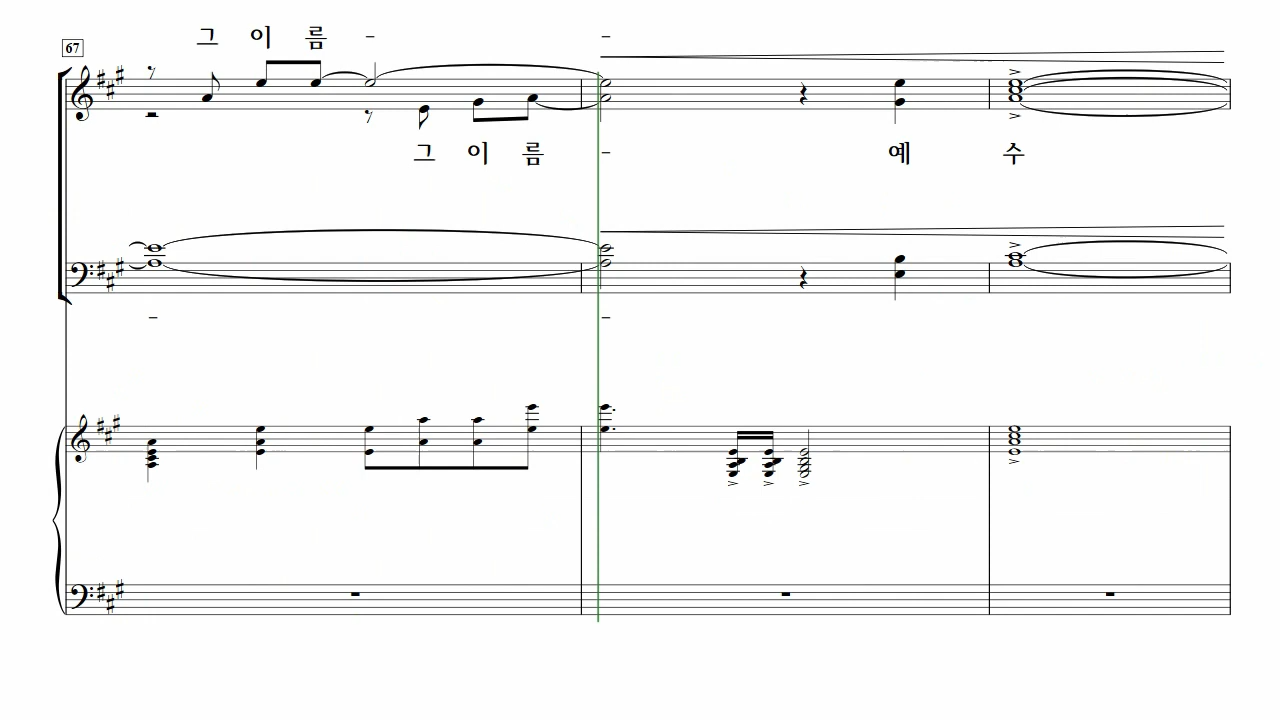 그 이 름 -  -
67
그 이 름 - 예 수
-  -